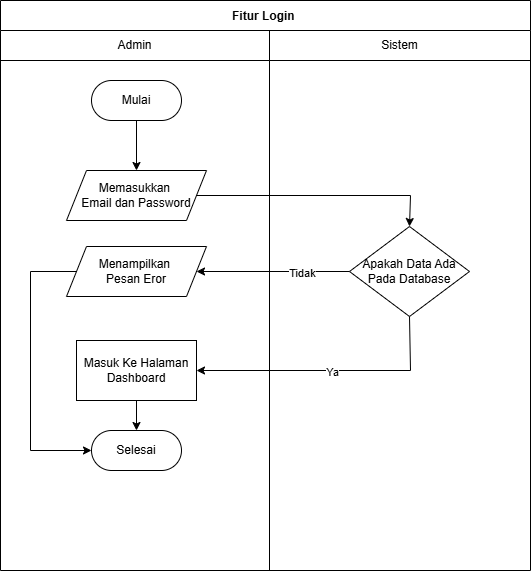 Fitur Login
Admin
Sistem
Mulai
Memasukkan
Email dan Password
Apakah Data Ada
Pada Database
Tidak
Menampilkan
Pesan Eror
Ya
Masuk Ke Halaman
Dashboard
Selesai